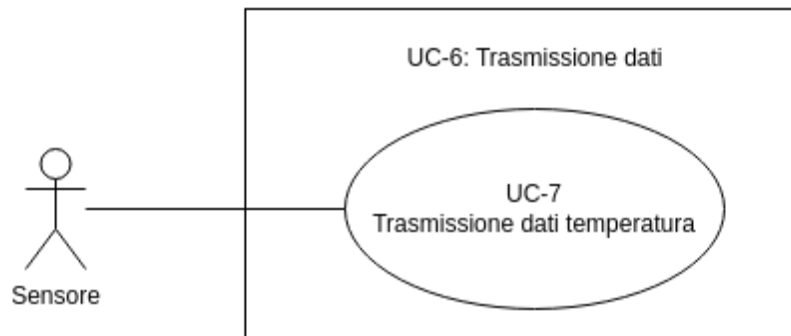 UC-6: Trasmissione dati
UC-7
Trasmissione dati temperatura
Sensore